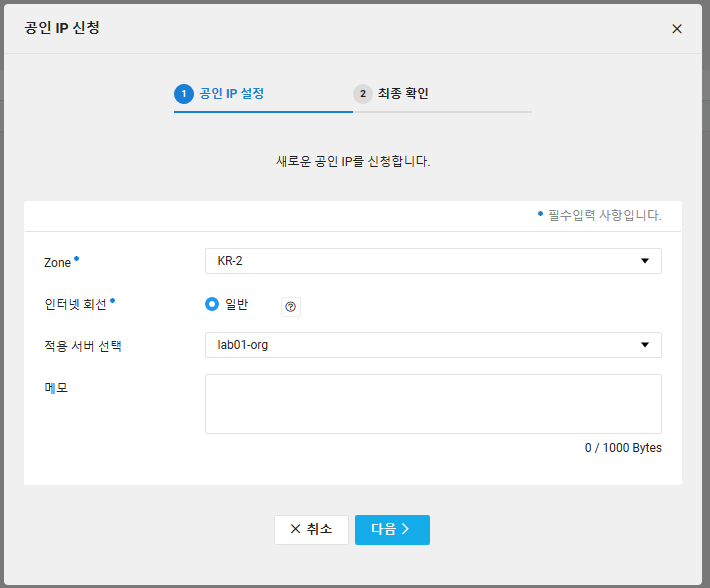 공인 IP 신청
1 공인 IP 설정 2 최종 확인
새로운 공인 IP를 신청합니다.
필수입력 사항입니다.
Zone KR-2
인터넷 회선 일반
적용 서버 선택 lab01-org
메모
0 / 1000 Bytes
취소 다음